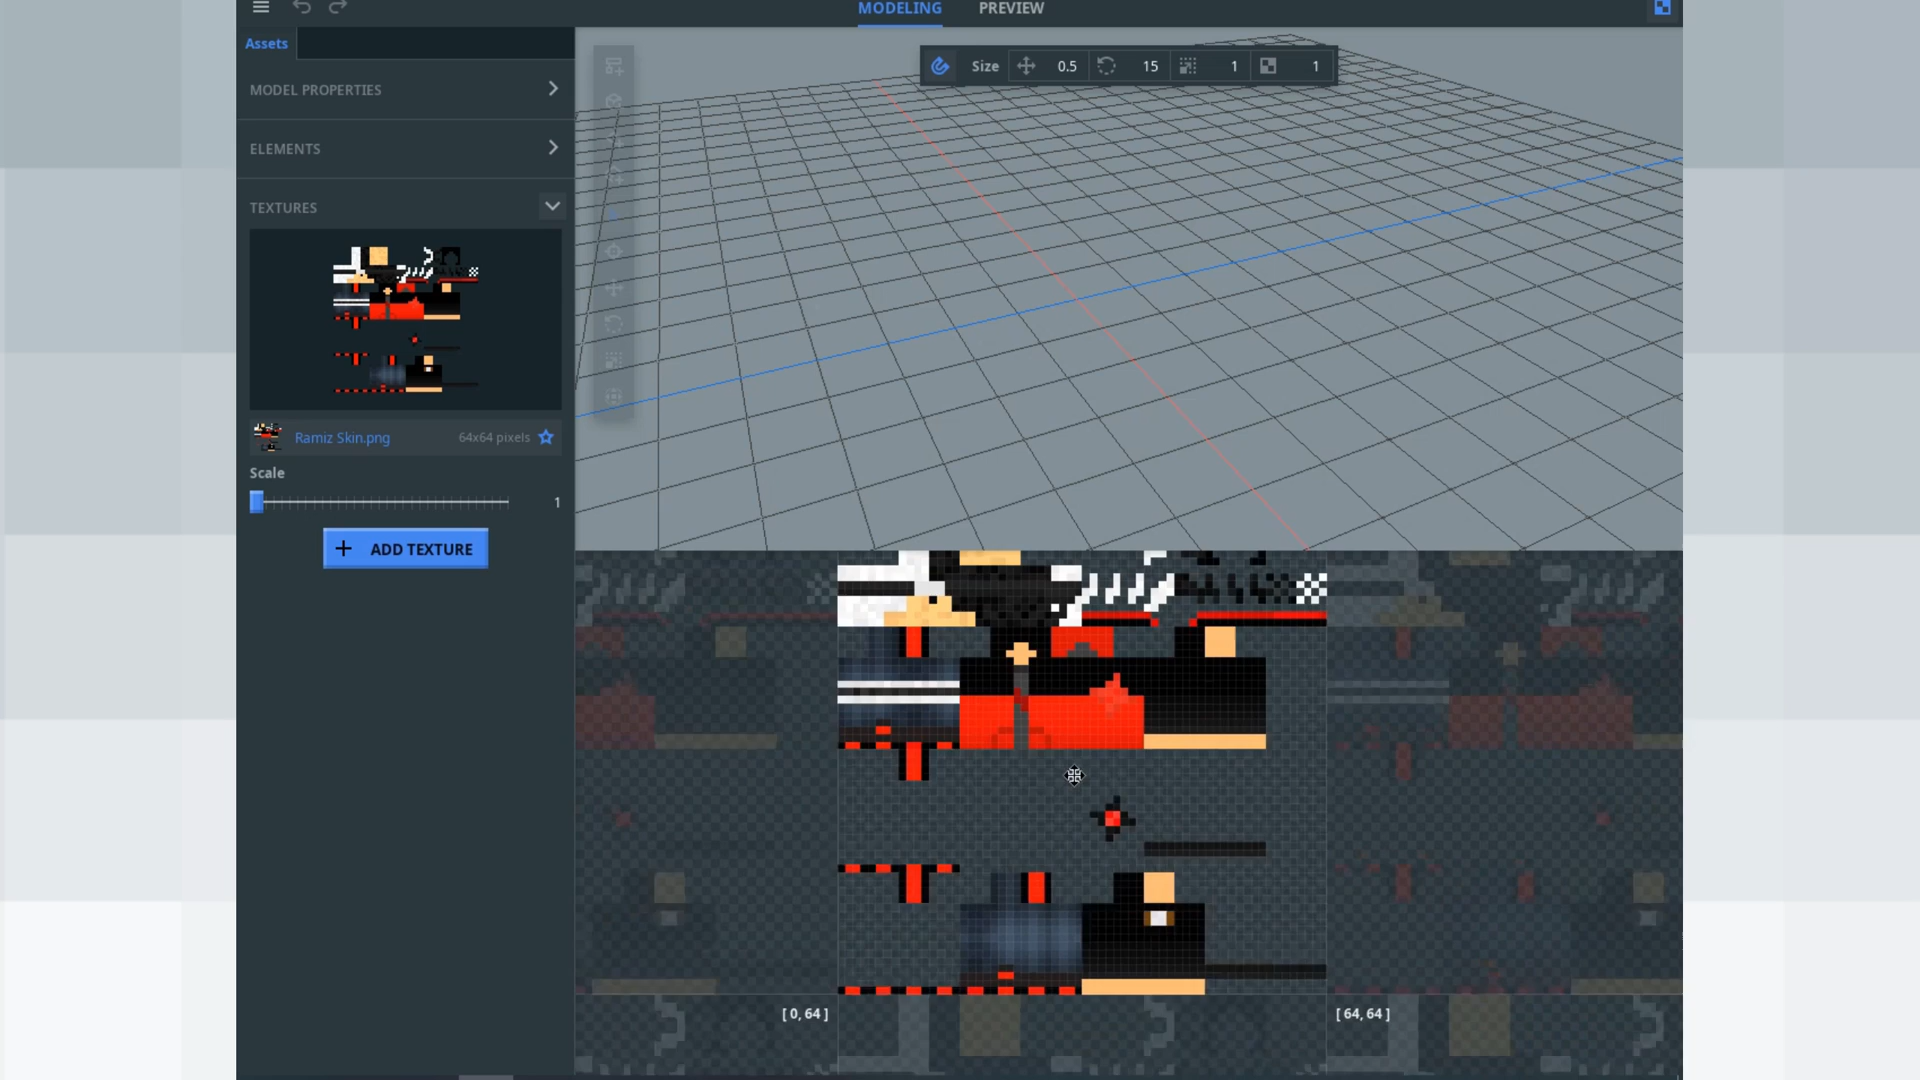 MODELING PREVIEW
Assets
Size 0.5 15 1 1
MODEL PROPERTIES
ELEMENTS
TEXTURES
Ramiz Skin.png 64x64 pixels
Scale
1
+ ADD TEXTURE
[ 0, 64 ] [ 64, 64 ]